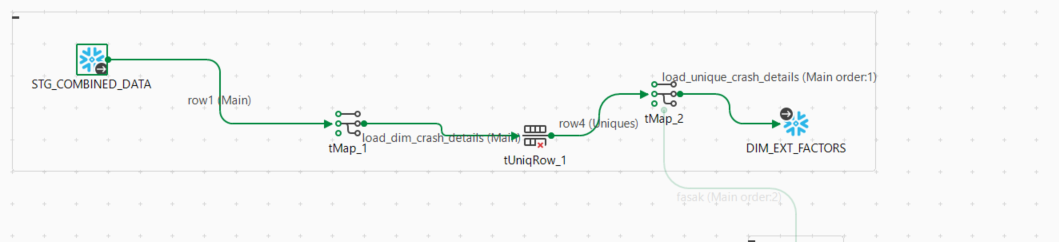 STG_COMBINED_DATA
row1 (Main)
tMap_1
load_dim_crash_details (Main)
tUniqRow_1
row4 (Uniques)
load_unique_crash_details (Main order:1)
tMap_2
DIM_EXT_FACTORS
fasak (Main order:2)